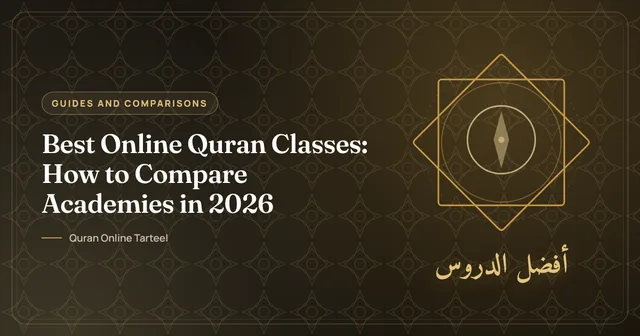 GUIDES AND COMPARISONS
Best Online Quran Classes:
How to Compare
Academies in 2026
Quran Online Tarteel
أفضل الدروس